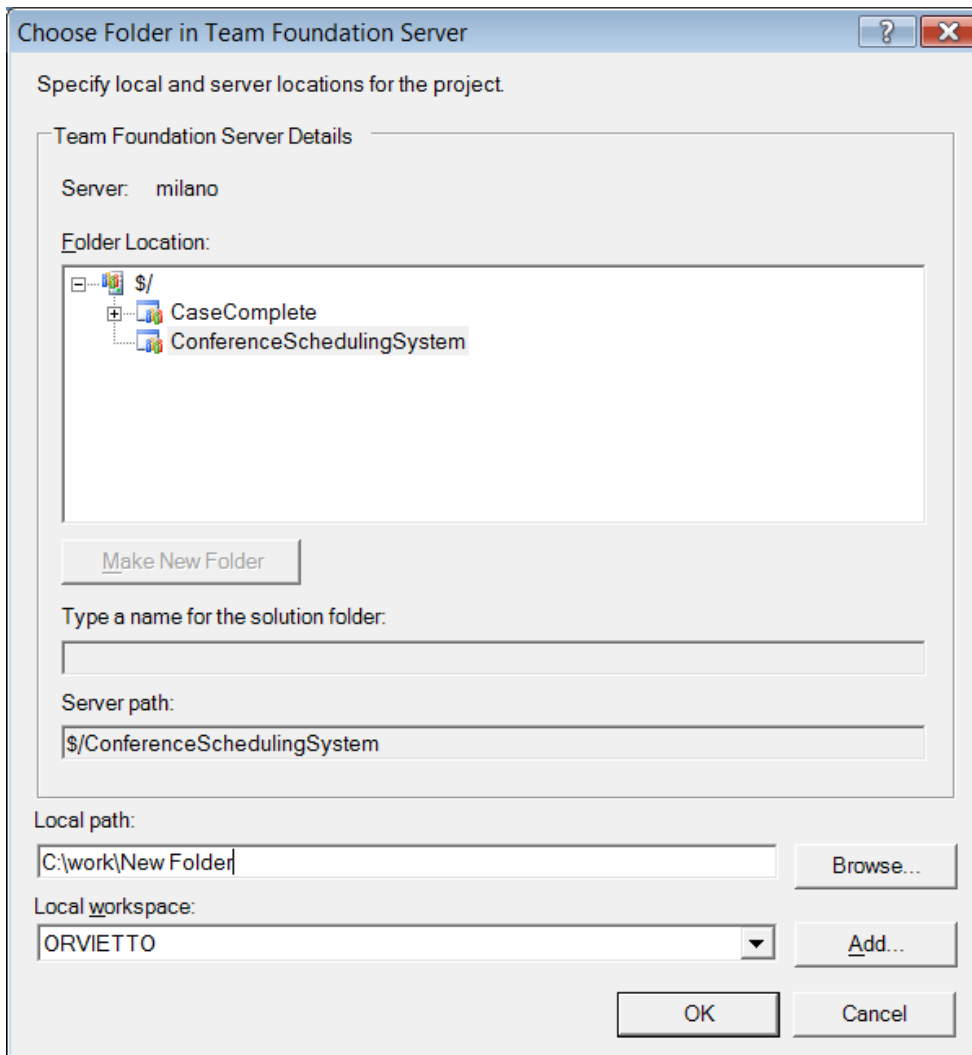 Choose Folder in Team Foundation Server
Specify local and server locations for the project.
Team Foundation Server Details
Server: milano
Folder Location:
$/
CaseComplete
ConferenceSchedulingSystem
Make New Folder
Type a name for the solution folder:
Server path:
$/ConferenceSchedulingSystem
Local path:
C:\work\New Folder
Browse...
Local workspace:
ORVIETTO
Add...
OK Cancel